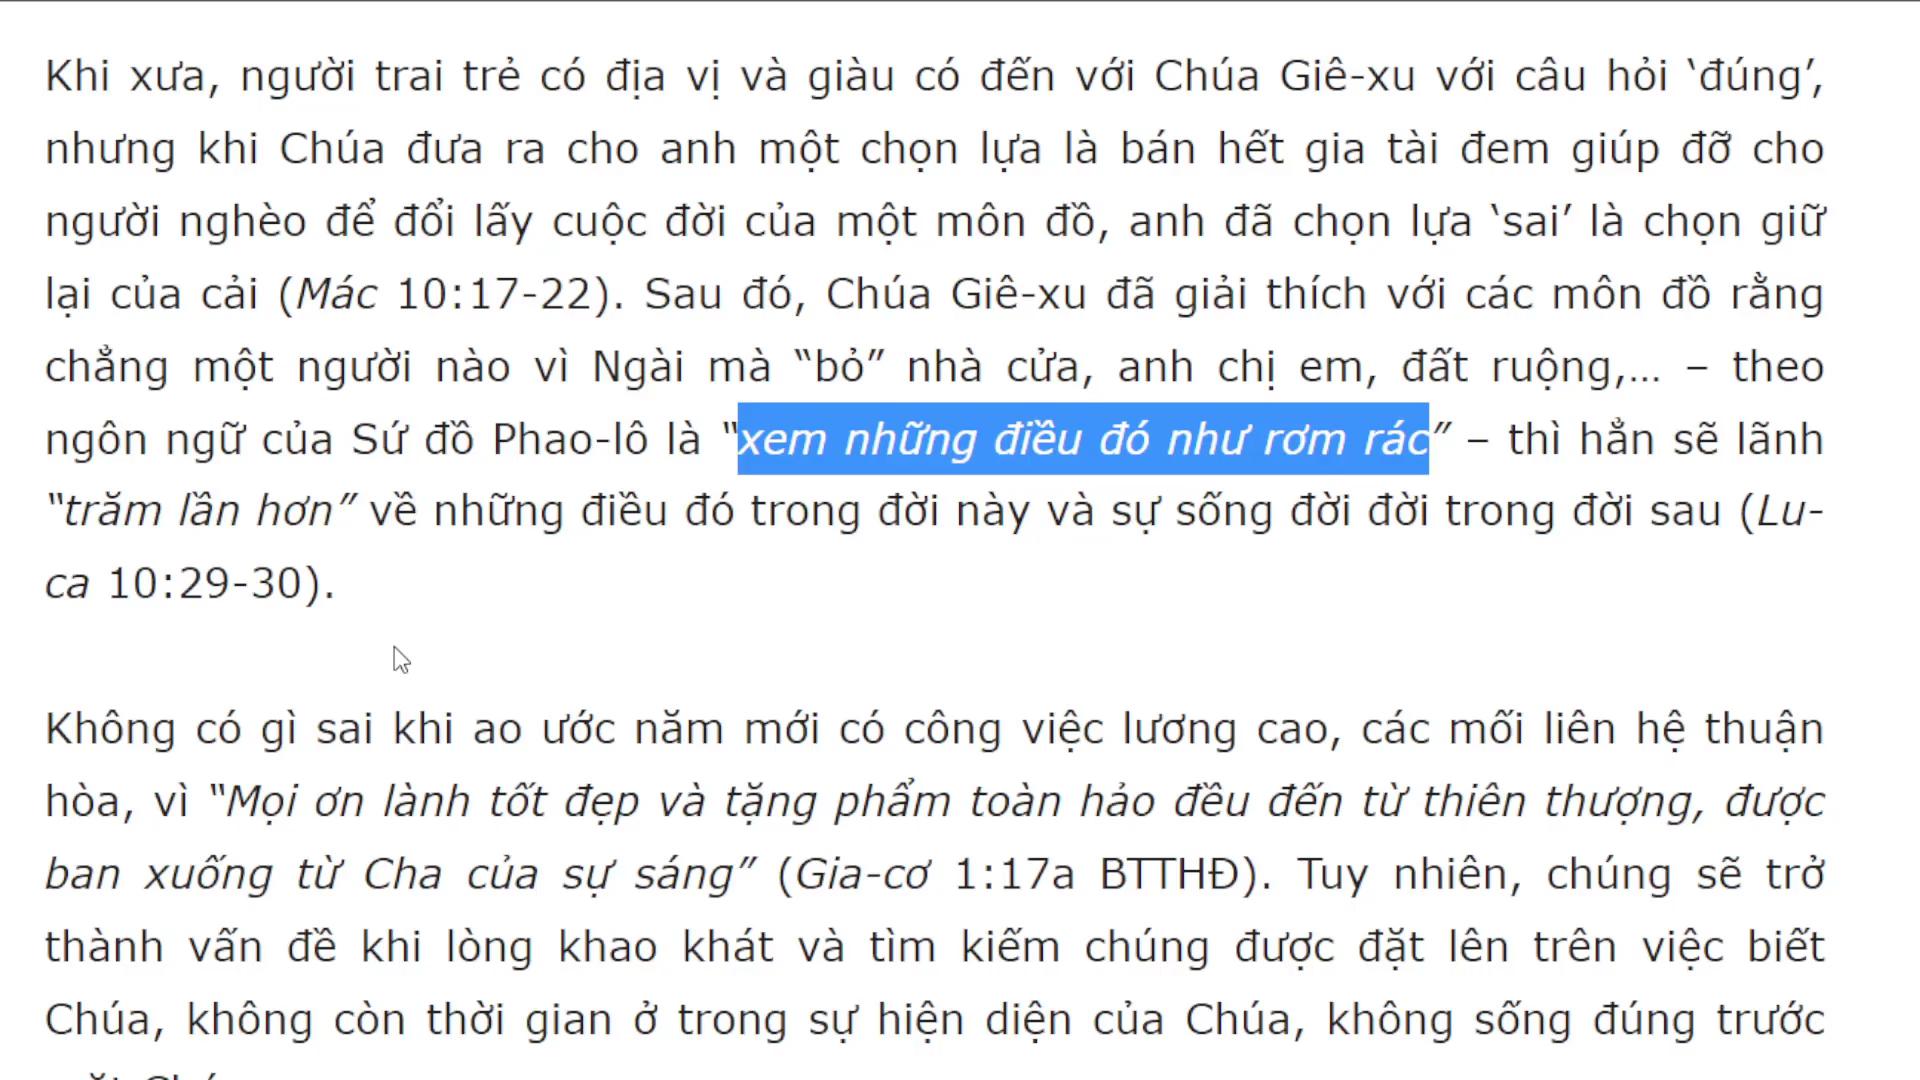 Khi xưa, người trai trẻ có địa vị và giàu có đến với Chúa Giê-xu với câu hỏi ‘đúng’,
nhưng khi Chúa đưa ra cho anh một chọn lựa là bán hết gia tài đem giúp đỡ cho
người nghèo để đổi lấy cuộc đời của một môn đồ, anh đã chọn lựa ‘sai’ là chọn giữ
lại của cải (Mác 10:17-22). Sau đó, Chúa Giê-xu đã giải thích với các môn đồ rằng
chẳng một người nào vì Ngài mà “bỏ” nhà cửa, anh chị em, đất ruộng,… – theo
ngôn ngữ của Sứ đồ Phao-lô là “xem những điều đó như rơm rác” – thì hẳn sẽ lãnh
“trăm lần hơn” về những điều đó trong đời này và sự sống đời đời trong đời sau (Lu-
ca 10:29-30).
Không có gì sai khi ao ước năm mới có công việc lương cao, các mối liên hệ thuận
hòa, vì “Mọi ơn lành tốt đẹp và tặng phẩm toàn hảo đều đến từ thiên thượng, được
ban xuống từ Cha của sự sáng” (Gia-cơ 1:17a BTTHĐ). Tuy nhiên, chúng sẽ trở
thành vấn đề khi lòng khao khát và tìm kiếm chúng được đặt lên trên việc biết
Chúa, không còn thời gian ở trong sự hiện diện của Chúa, không sống đúng trước